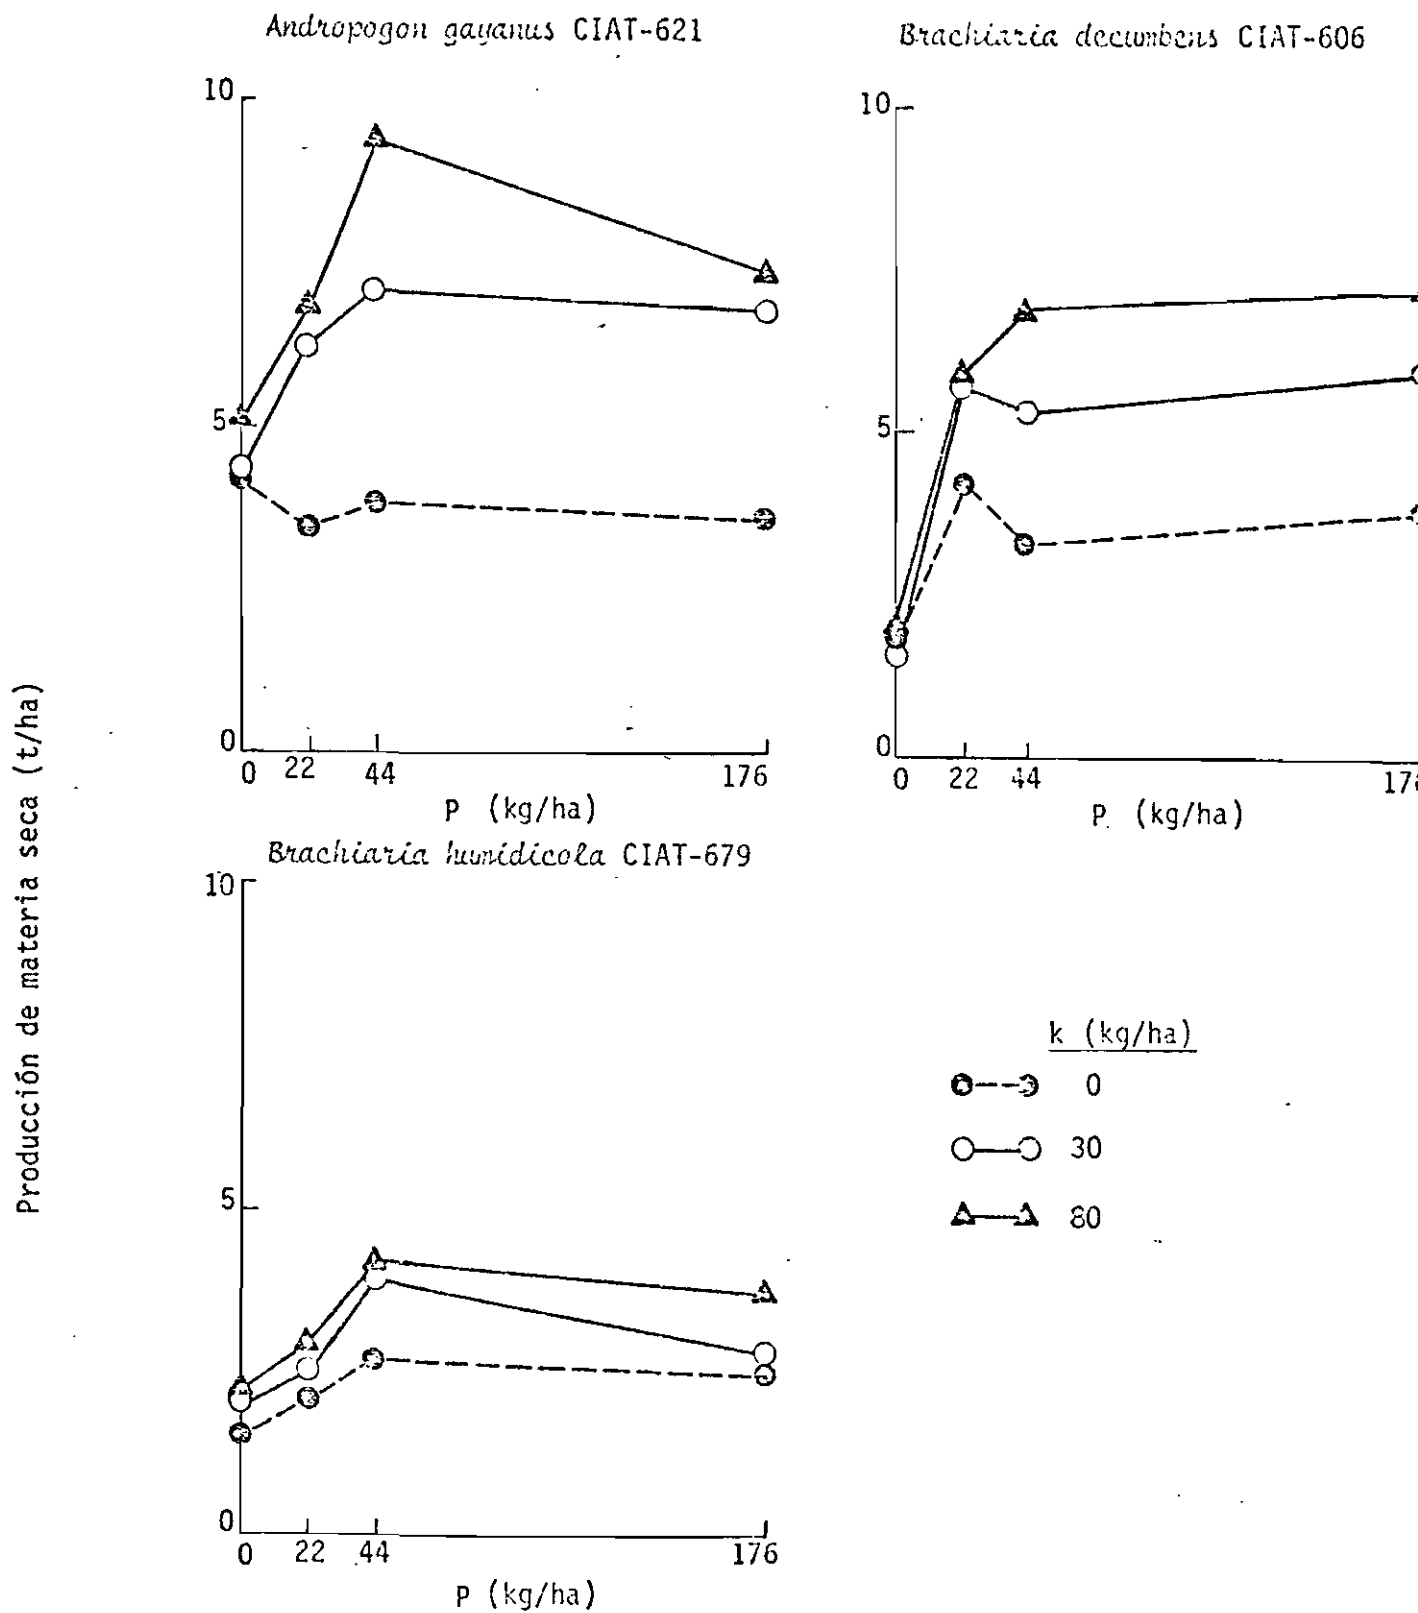 Andropogon gayanus CIAT-621
Brachiaria decumbens CIAT-606
10
5
0
0 22 44 176
P (kg/ha)
10
5
0
0 22 44
P. (kg/ha)
Producción de materia seca (t/ha)
Brachiaria humidicola CIAT-679
10
5
0
0 22 44 176
P (kg/ha)
k (kg/ha)
0
30
80